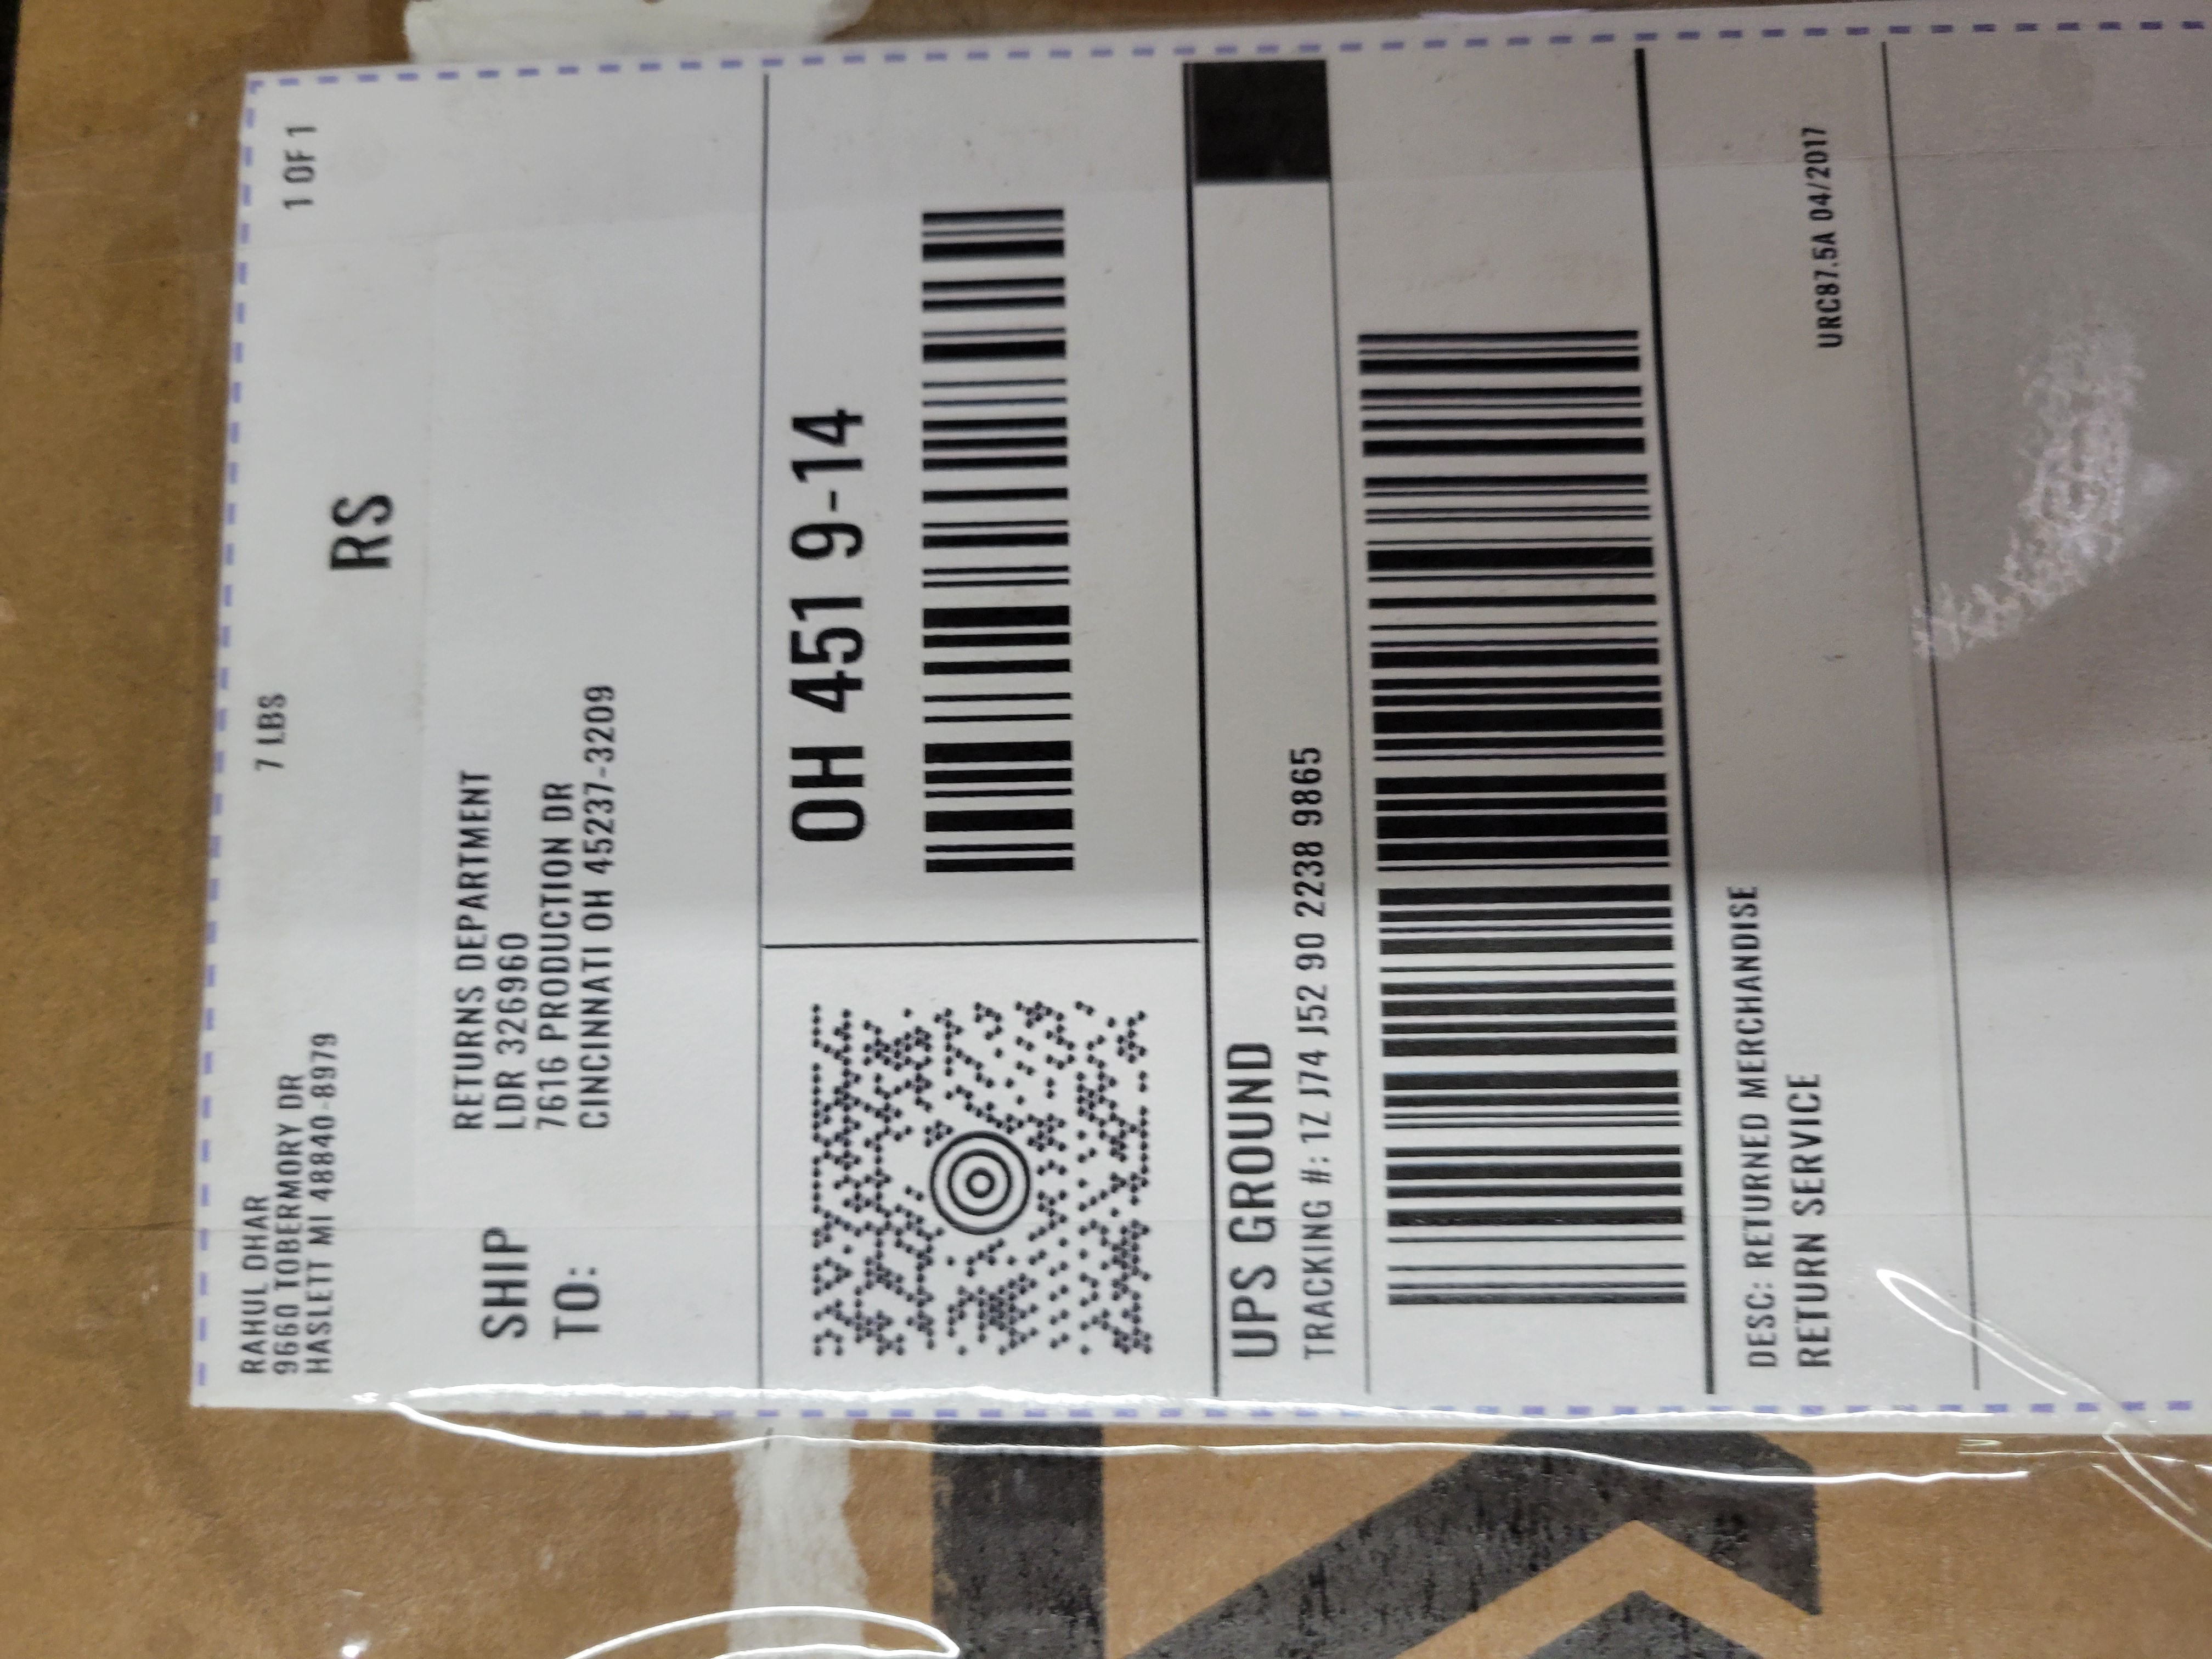 RAHUL DHAR
9660 TOBERMORY DR
HASLETT MI 48840-8979
7 LBS
1 OF 1
RS
SHIP
TO:
RETURNS DEPARTMENT
LDR 326960
7616 PRODUCTION DR
CINCINNATI OH 45237-3209
OH 451 9-14
UPS GROUND
TRACKING #: 1Z J74 J52 90 2238 9865
DESC: RETURNED MERCHANDISE
RETURN SERVICE
URC87.5A 04/2017